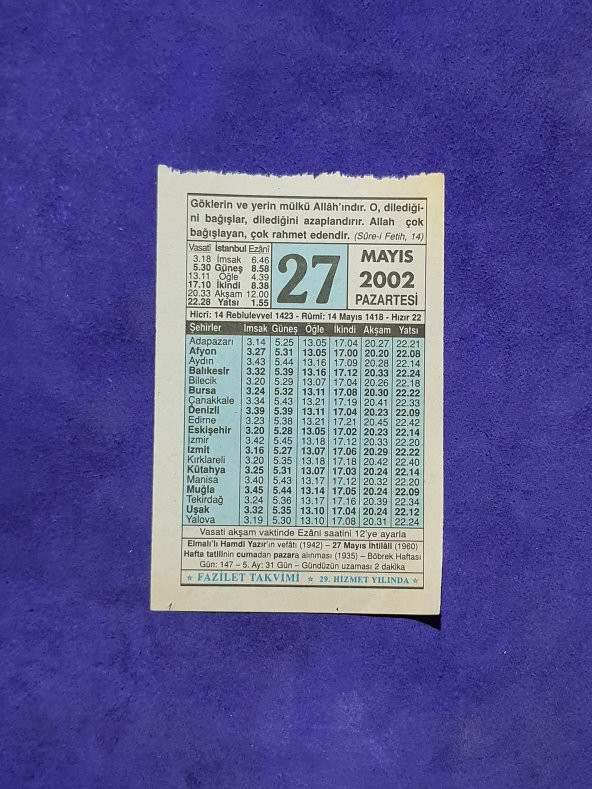 Göklerin ve yerin mülkü Allâh'ındır. O, dilediği-
ni bağışlar, dilediğini azaplandırır. Allah çok
bağışlayan, çok rahmet edendir. (Sûre-i Fetih, 14)
Vasatî İstanbul Ezânî
3.18 İmsak 6.46
5.30 Güneş 8.58
13.11 Öğle 4.39
17.10 İkindi 8.38
20.33 Akşam 12.00
22.28 Yatsı 1.55
27
MAYIS
2002
PAZARTESİ
Hicrî: 14 Rebiulevvel 1423 - Rûmî: 14 Mayıs 1418 - Hızır 22
Şehirler İmsak Güneş Öğle İkindi Akşam Yatsı
Adapazarı 3.14 5.25 13.05 17.04 20.27 22.21
Afyon 3.27 5.31 13.05 17.00 20.20 22.08
Aydın 3.43 5.44 13.16 17.09 20.28 22.14
Balıkesir 3.32 5.39 13.16 17.12 20.33 22.24
Bilecik 3.20 5.29 13.07 17.04 20.26 22.18
Bursa 3.24 5.32 13.11 17.08 20.30 22.22
Çanakkale 3.34 5.43 13.21 17.19 20.41 22.33
Denizli 3.39 5.39 13.11 17.04 20.23 22.09
Edirne 3.23 5.38 13.21 17.21 20.45 22.42
Eskişehir 3.20 5.28 13.05 17.02 20.23 22.14
İzmir 3.42 5.45 13.18 17.12 20.33 22.20
İzmit 3.16 5.27 13.07 17.06 20.29 22.22
Kırklareli 3.20 5.35 13.18 17.18 20.42 22.40
Kütahya 3.25 5.31 13.07 17.03 20.24 22.14
Manisa 3.40 5.43 13.17 17.12 20.32 22.20
Muğla 3.45 5.44 13.14 17.05 20.24 22.09
Tekirdağ 3.24 5.36 13.17 17.16 20.39 22.34
Uşak 3.32 5.35 13.10 17.04 20.24 22.12
Yalova 3.19 5.30 13.10 17.08 20.31 22.24
Vasati akşam vaktinde Ezâni saatini 12'ye ayarla
Elmalı'lı Hamdi Yazır'ın vefâtı (1942) – 27 Mayıs İhtilâli (1960)
Hafta tatilinin cumadan pazara alınması (1935) – Böbrek Haftası
Gün: 147 – 5. Ay: 31 Gün – Gündüzün uzaması 2 dakika
★ FAZİLET TAKVİMİ ★ 29. HİZMET YILINDA ★